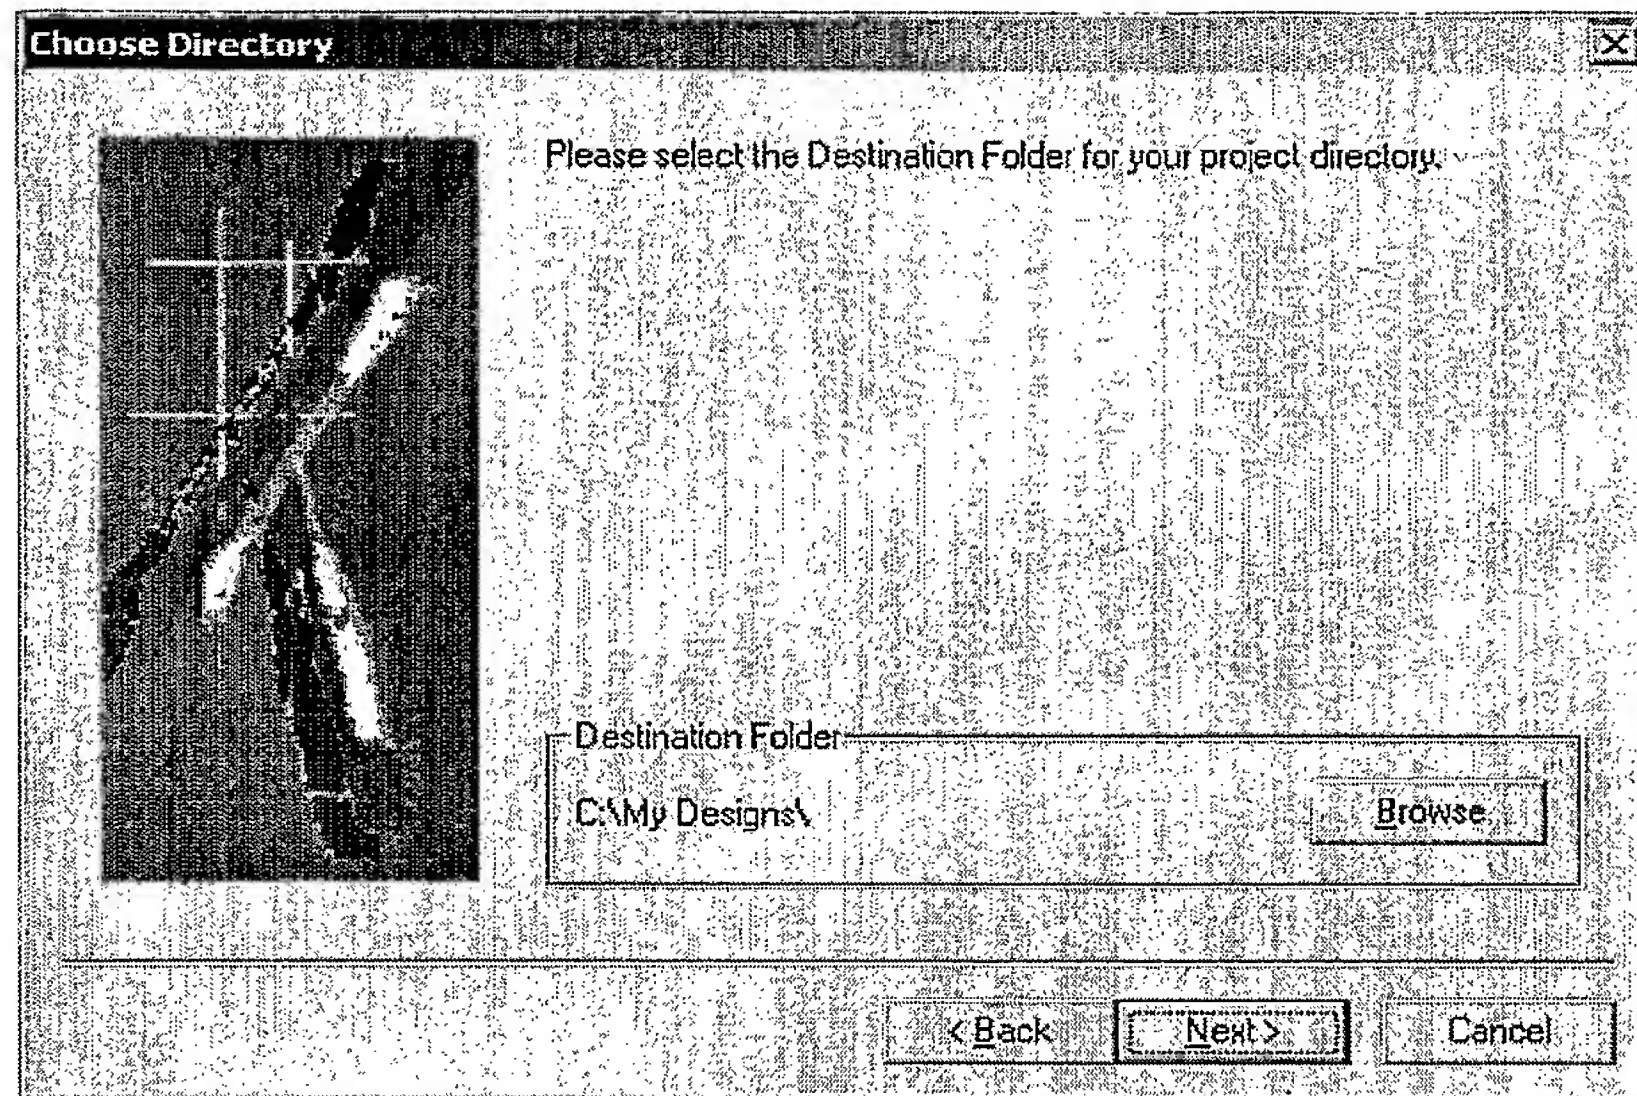 Choose Directory
Please select the Destination Folder for your project directory.
Destination Folder
C:\My Designs\
Browse...
< Back
Next >
Cancel